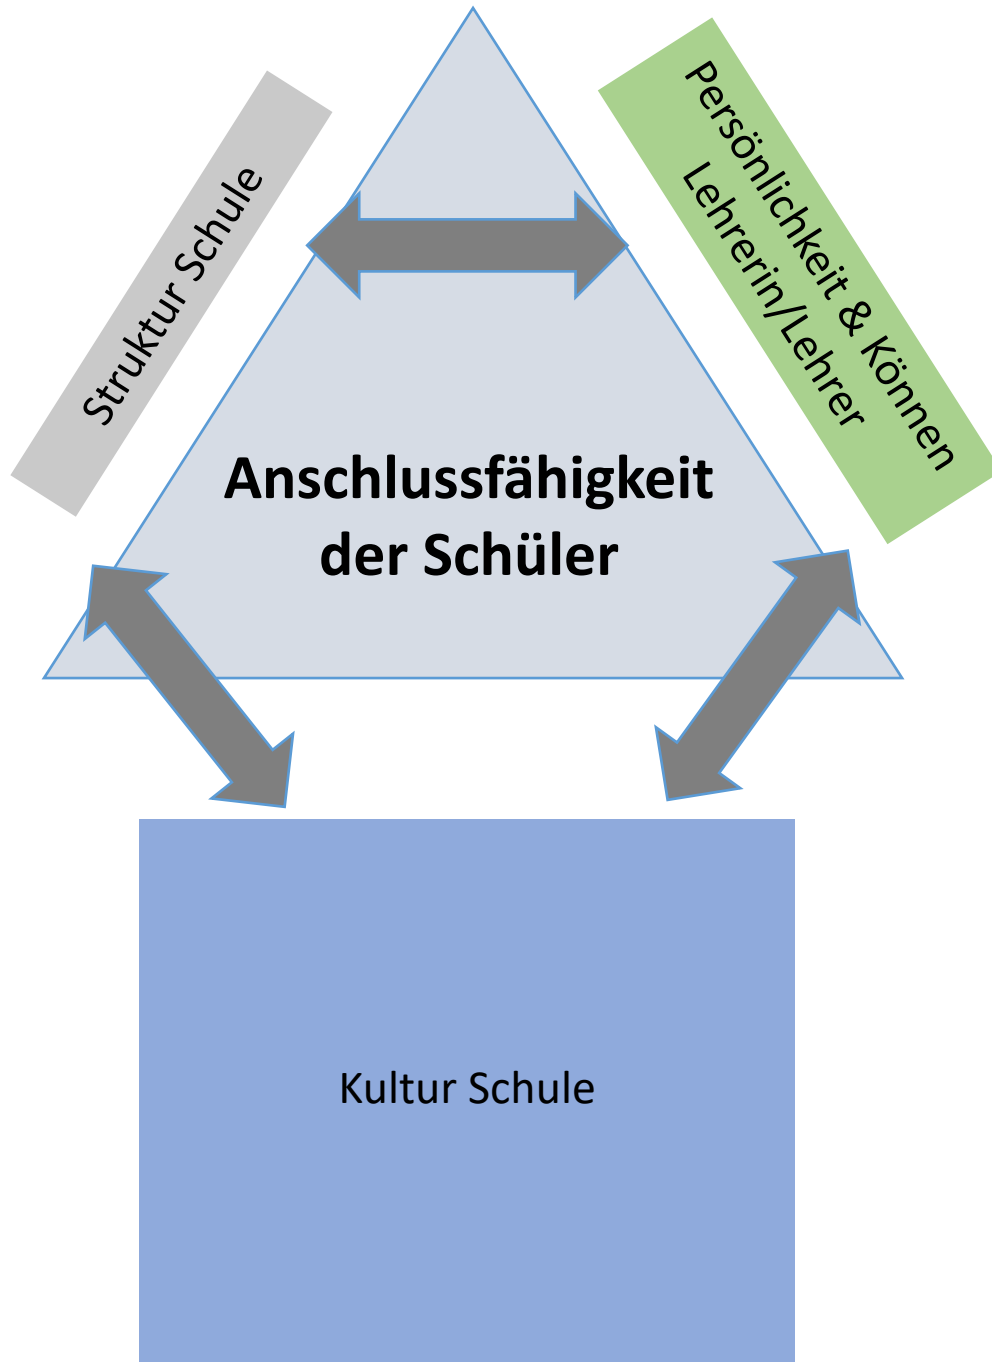 Struktur Schule
Persönlichkeit & Können
Lehrerin/Lehrer
Anschlussfähigkeit
der Schüler
Kultur Schule